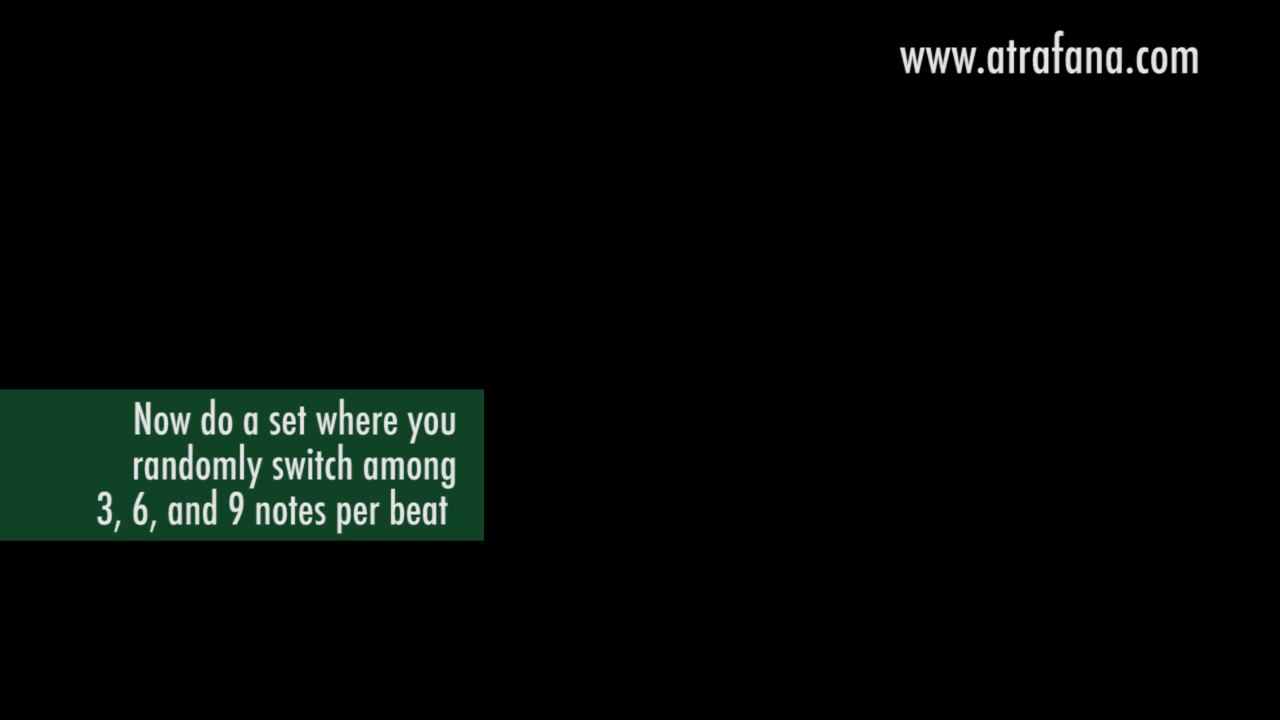 www.atrafana.com
Now do a set where you
randomly switch among
3, 6, and 9 notes per beat